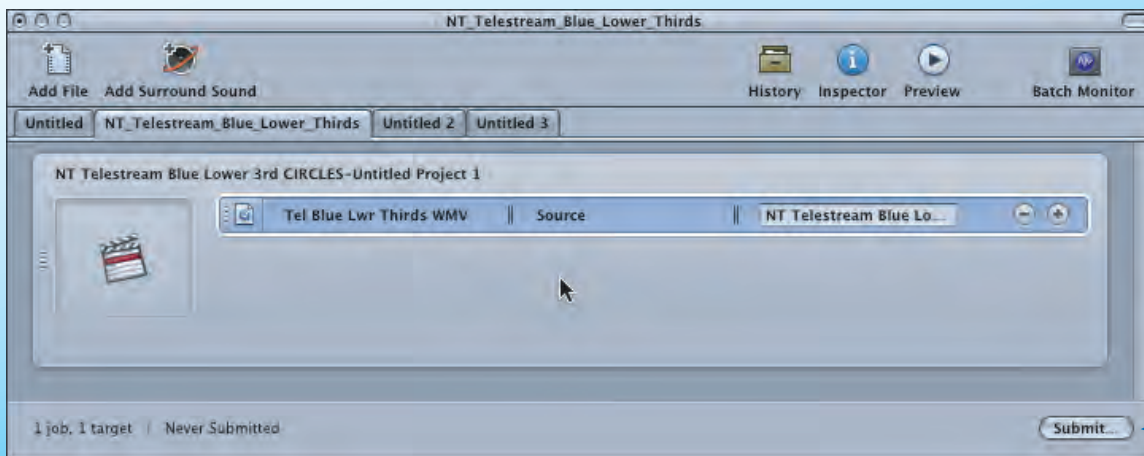 NT_Telestream_Blue_Lower_Thirds
Add File Add Surround Sound History Inspector Preview Batch Monitor
Untitled NT_Telestream_Blue_Lower_Thirds Untitled 2 Untitled 3
NT Telestream Blue Lower 3rd CIRCLES-Untitled Project 1
Tel Blue Lwr Thirds WMV Source NT Telestream Blue Lo...
1 job, 1 target | Never Submitted Submit...